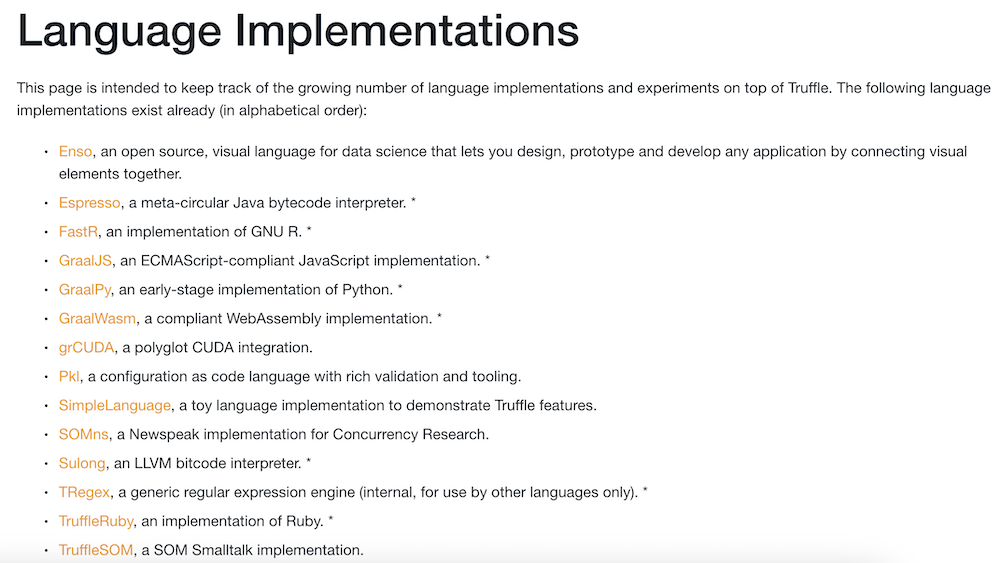 Language Implementations
This page is intended to keep track of the growing number of language implementations and experiments on top of Truffle. The following language
implementations exist already (in alphabetical order):
• Enso, an open source, visual language for data science that lets you design, prototype and develop any application by connecting visual
elements together.
• Espresso, a meta-circular Java bytecode interpreter. *
• FastR, an implementation of GNU R. *
• GraalJS, an ECMAScript-compliant JavaScript implementation. *
• GraalPy, an early-stage implementation of Python. *
• GraalWasm, a compliant WebAssembly implementation. *
• grCUDA, a polyglot CUDA integration.
• Pkl, a configuration as code language with rich validation and tooling.
• SimpleLanguage, a toy language implementation to demonstrate Truffle features.
• SOMns, a Newspeak implementation for Concurrency Research.
• Sulong, an LLVM bitcode interpreter. *
• TRegex, a generic regular expression engine (internal, for use by other languages only). *
• TruffleRuby, an implementation of Ruby. *
• TruffleSOM, a SOM Smalltalk implementation.